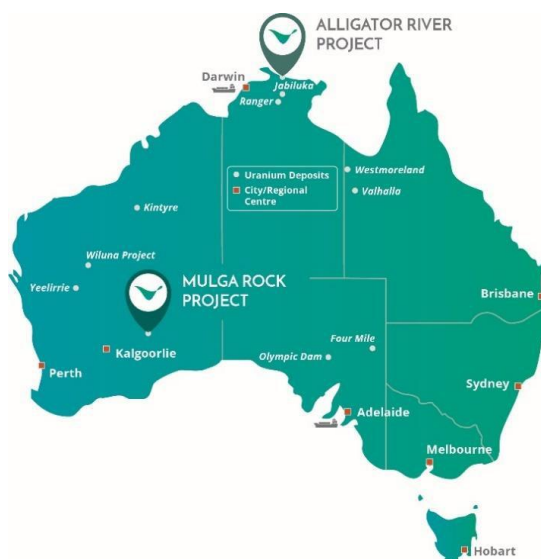 ALLIGATOR RIVER
PROJECT
Darwin
Jabiluka
Ranger
Uranium Deposits
City/Regional
Centre
Westmoreland
Valhalla
Kintyre
Wiluna Project
Yeelirrie
MULGA ROCK
PROJECT
Brisbane
Four Mile
Olympic Dam
Kalgoorlie
Perth
Sydney
Adelaide
Melbourne
Hobart